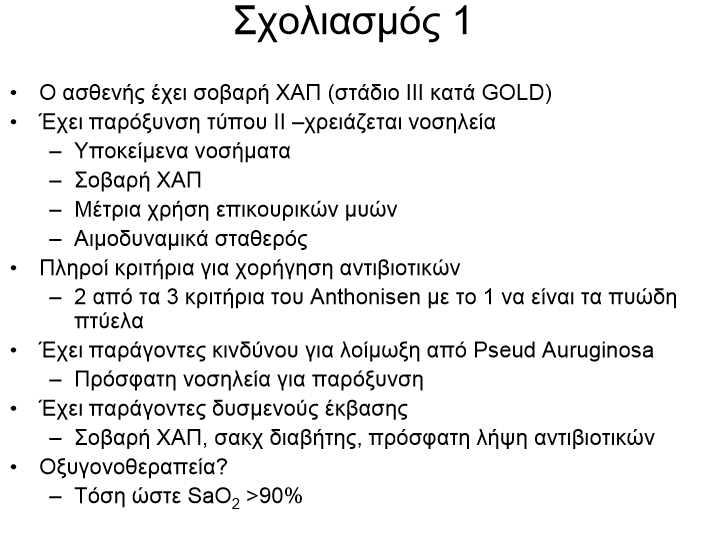 Σχολιασμός 1
• Ο ασθενής έχει σοβαρή ΧΑΠ (στάδιο ΙΙΙ κατά GOLD)
• Έχει παρόξυνση τύπου ΙΙ –χρειάζεται νοσηλεία
– Υποκείμενα νοσήματα
– Σοβαρή ΧΑΠ
– Μέτρια χρήση επικουρικών μυών
– Αιμοδυναμικά σταθερός
• Πληροί κριτήρια για χορήγηση αντιβιοτικών
– 2 από τα 3 κριτήρια του Anthonisen με το 1 να είναι τα πυώδη
πτύελα
• Έχει παράγοντες κινδύνου για λοίμωξη από Pseud Auruginosa
– Πρόσφατη νοσηλεία για παρόξυνση
• Έχει παράγοντες δυσμενούς έκβασης
– Σοβαρή ΧΑΠ, σακχ διαβήτης, πρόσφατη λήψη αντιβιοτικών
• Οξυγονοθεραπεία?
– Τόση ώστε SaO2 >90%